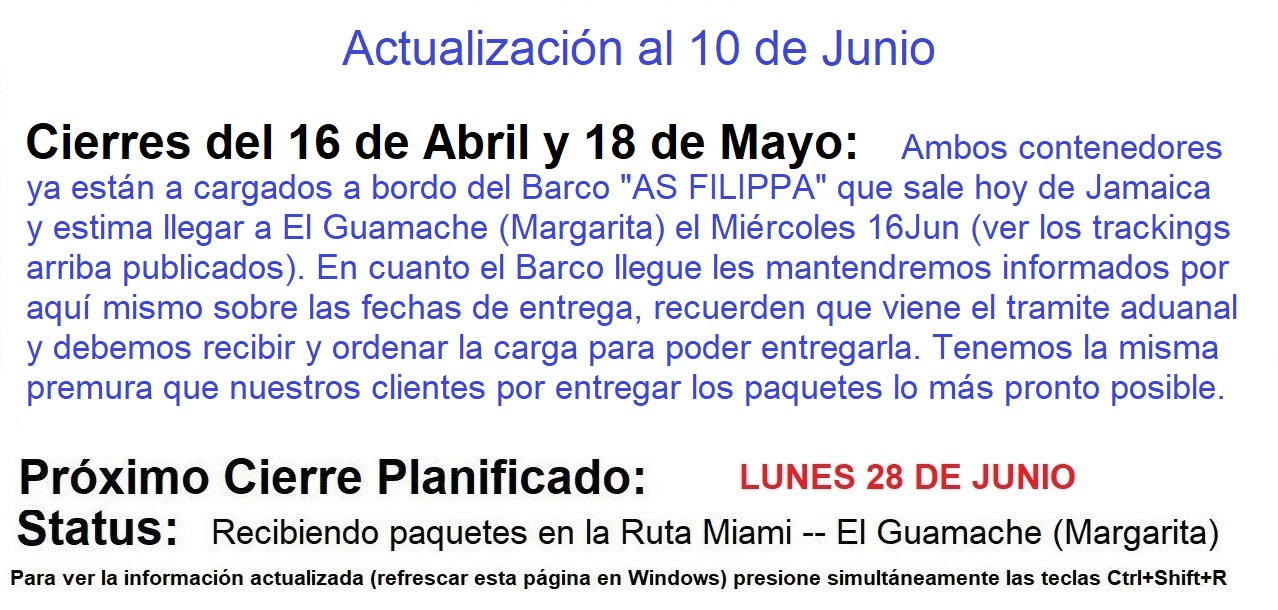 Actualización al 10 de Junio
Cierres del 16 de Abril y 18 de Mayo: Ambos contenedores
ya están a cargados a bordo del Barco "AS FILIPPA" que sale hoy de Jamaica
y estima llegar a El Guamache (Margarita) el Miércoles 16Jun (ver los trackings
arriba publicados). En cuanto el Barco llegue les mantendremos informados por
aquí mismo sobre las fechas de entrega, recuerden que viene el tramite aduanal
y debemos recibir y ordenar la carga para poder entregarla. Tenemos la misma
premura que nuestros clientes por entregar los paquetes lo más pronto posible.
Próximo Cierre Planificado: LUNES 28 DE JUNIO
Status: Recibiendo paquetes en la Ruta Miami -- El Guamache (Margarita)
Para ver la información actualizada (refrescar esta página en Windows) presione simultáneamente las teclas Ctrl+Shift+R